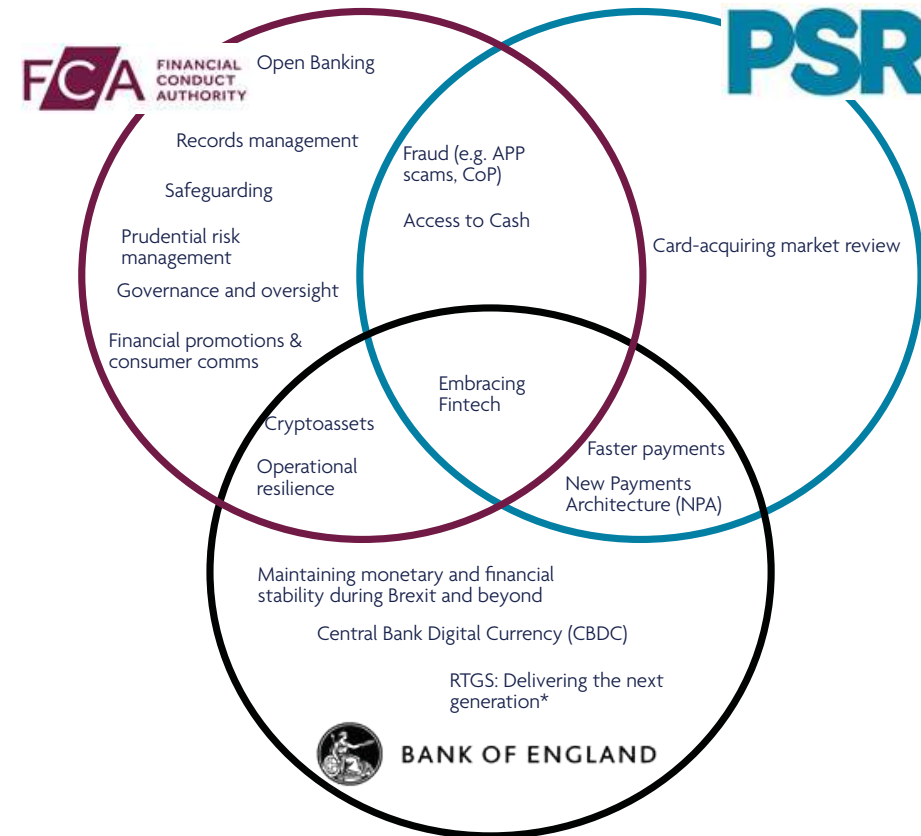 FCA FINANCIAL
CONDUCT
AUTHORITY
PSR
Open Banking
Records management
Safeguarding
Prudential risk
management
Governance and oversight
Financial promotions &
consumer comms
Fraud (e.g. APP
scams, CoP)
Access to Cash
Card-acquiring market review
Embracing
Fintech
Cryptoassets
Operational
resilience
Faster payments
New Payments
Architecture (NPA)
Maintaining monetary and financial
stability during Brexit and beyond
Central Bank Digital Currency (CBDC)
RTGS: Delivering the next
generation*
BANK OF ENGLAND